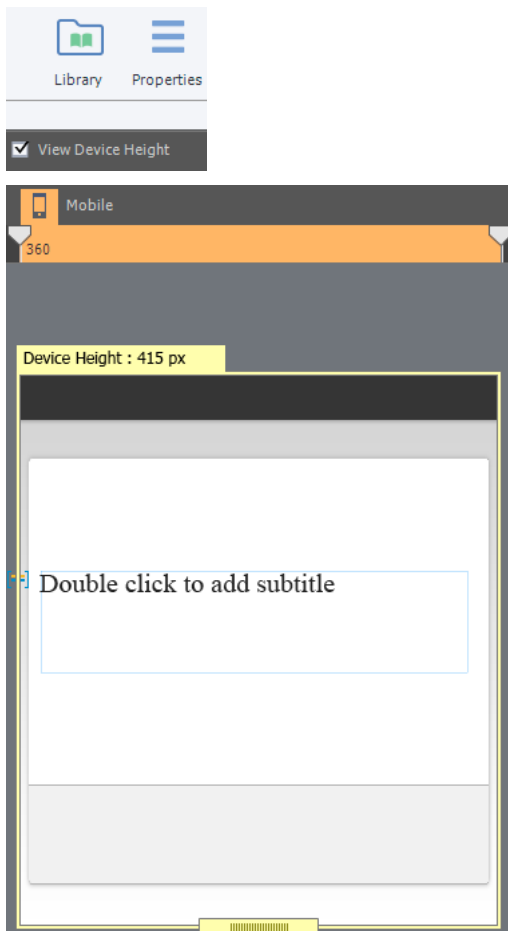 Library Properties
View Device Height
Mobile
360
Device Height : 415 px
Double click to add subtitle